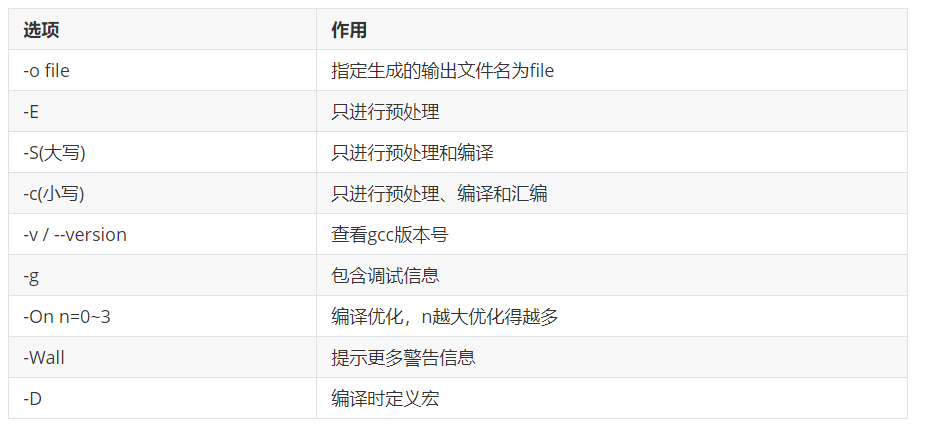 选项 作用
-o file 指定生成的输出文件名为file
-E 只进行预处理
-S(大写) 只进行预处理和编译
-c(小写) 只进行预处理、编译和汇编
-v / --version 查看gcc版本号
-g 包含调试信息
-On n=0~3 编译优化，n越大优化得越多
-Wall 提示更多警告信息
-D 编译时定义宏